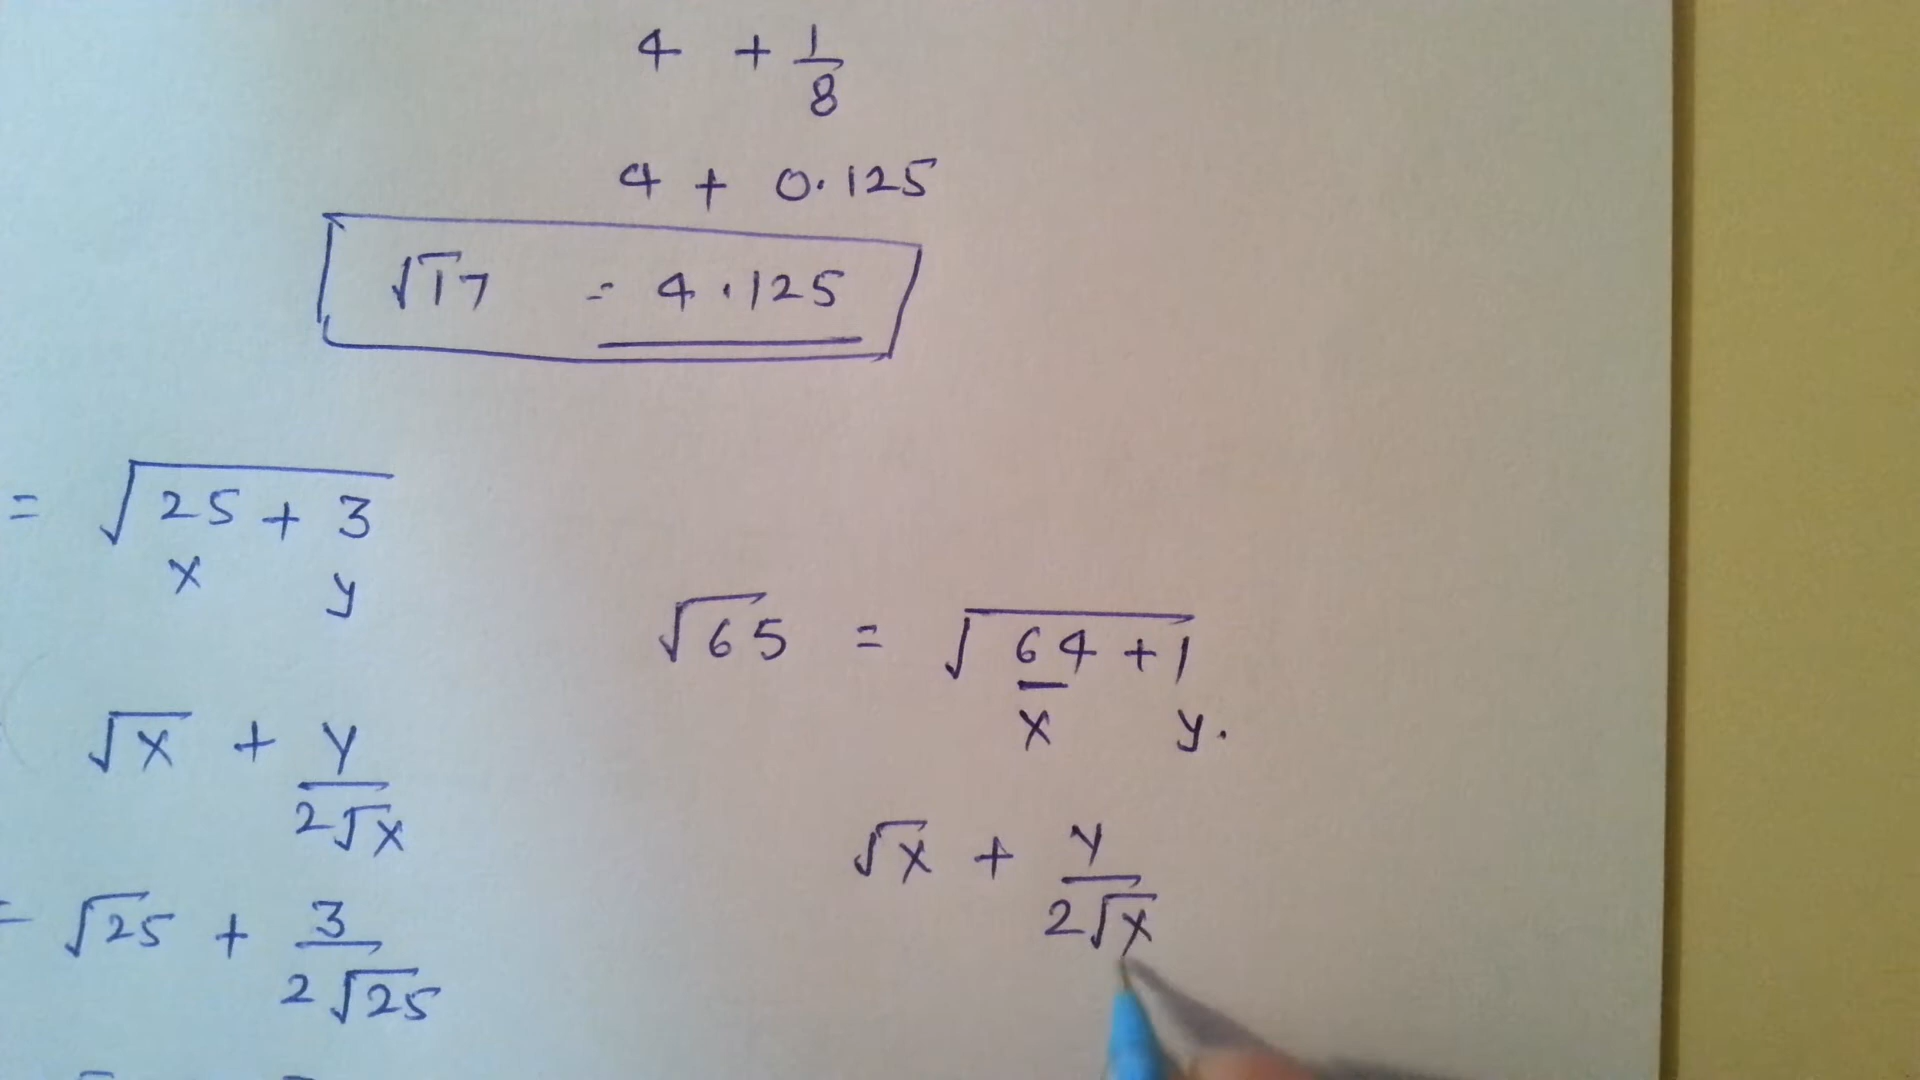 4 + 1/8
4 + 0.125
√17 = 4.125
= √25 + 3
x y
√x + y/2√x
= √25 + 3/2√25
√65 = √64 + 1
x y.
√x + y/2√x